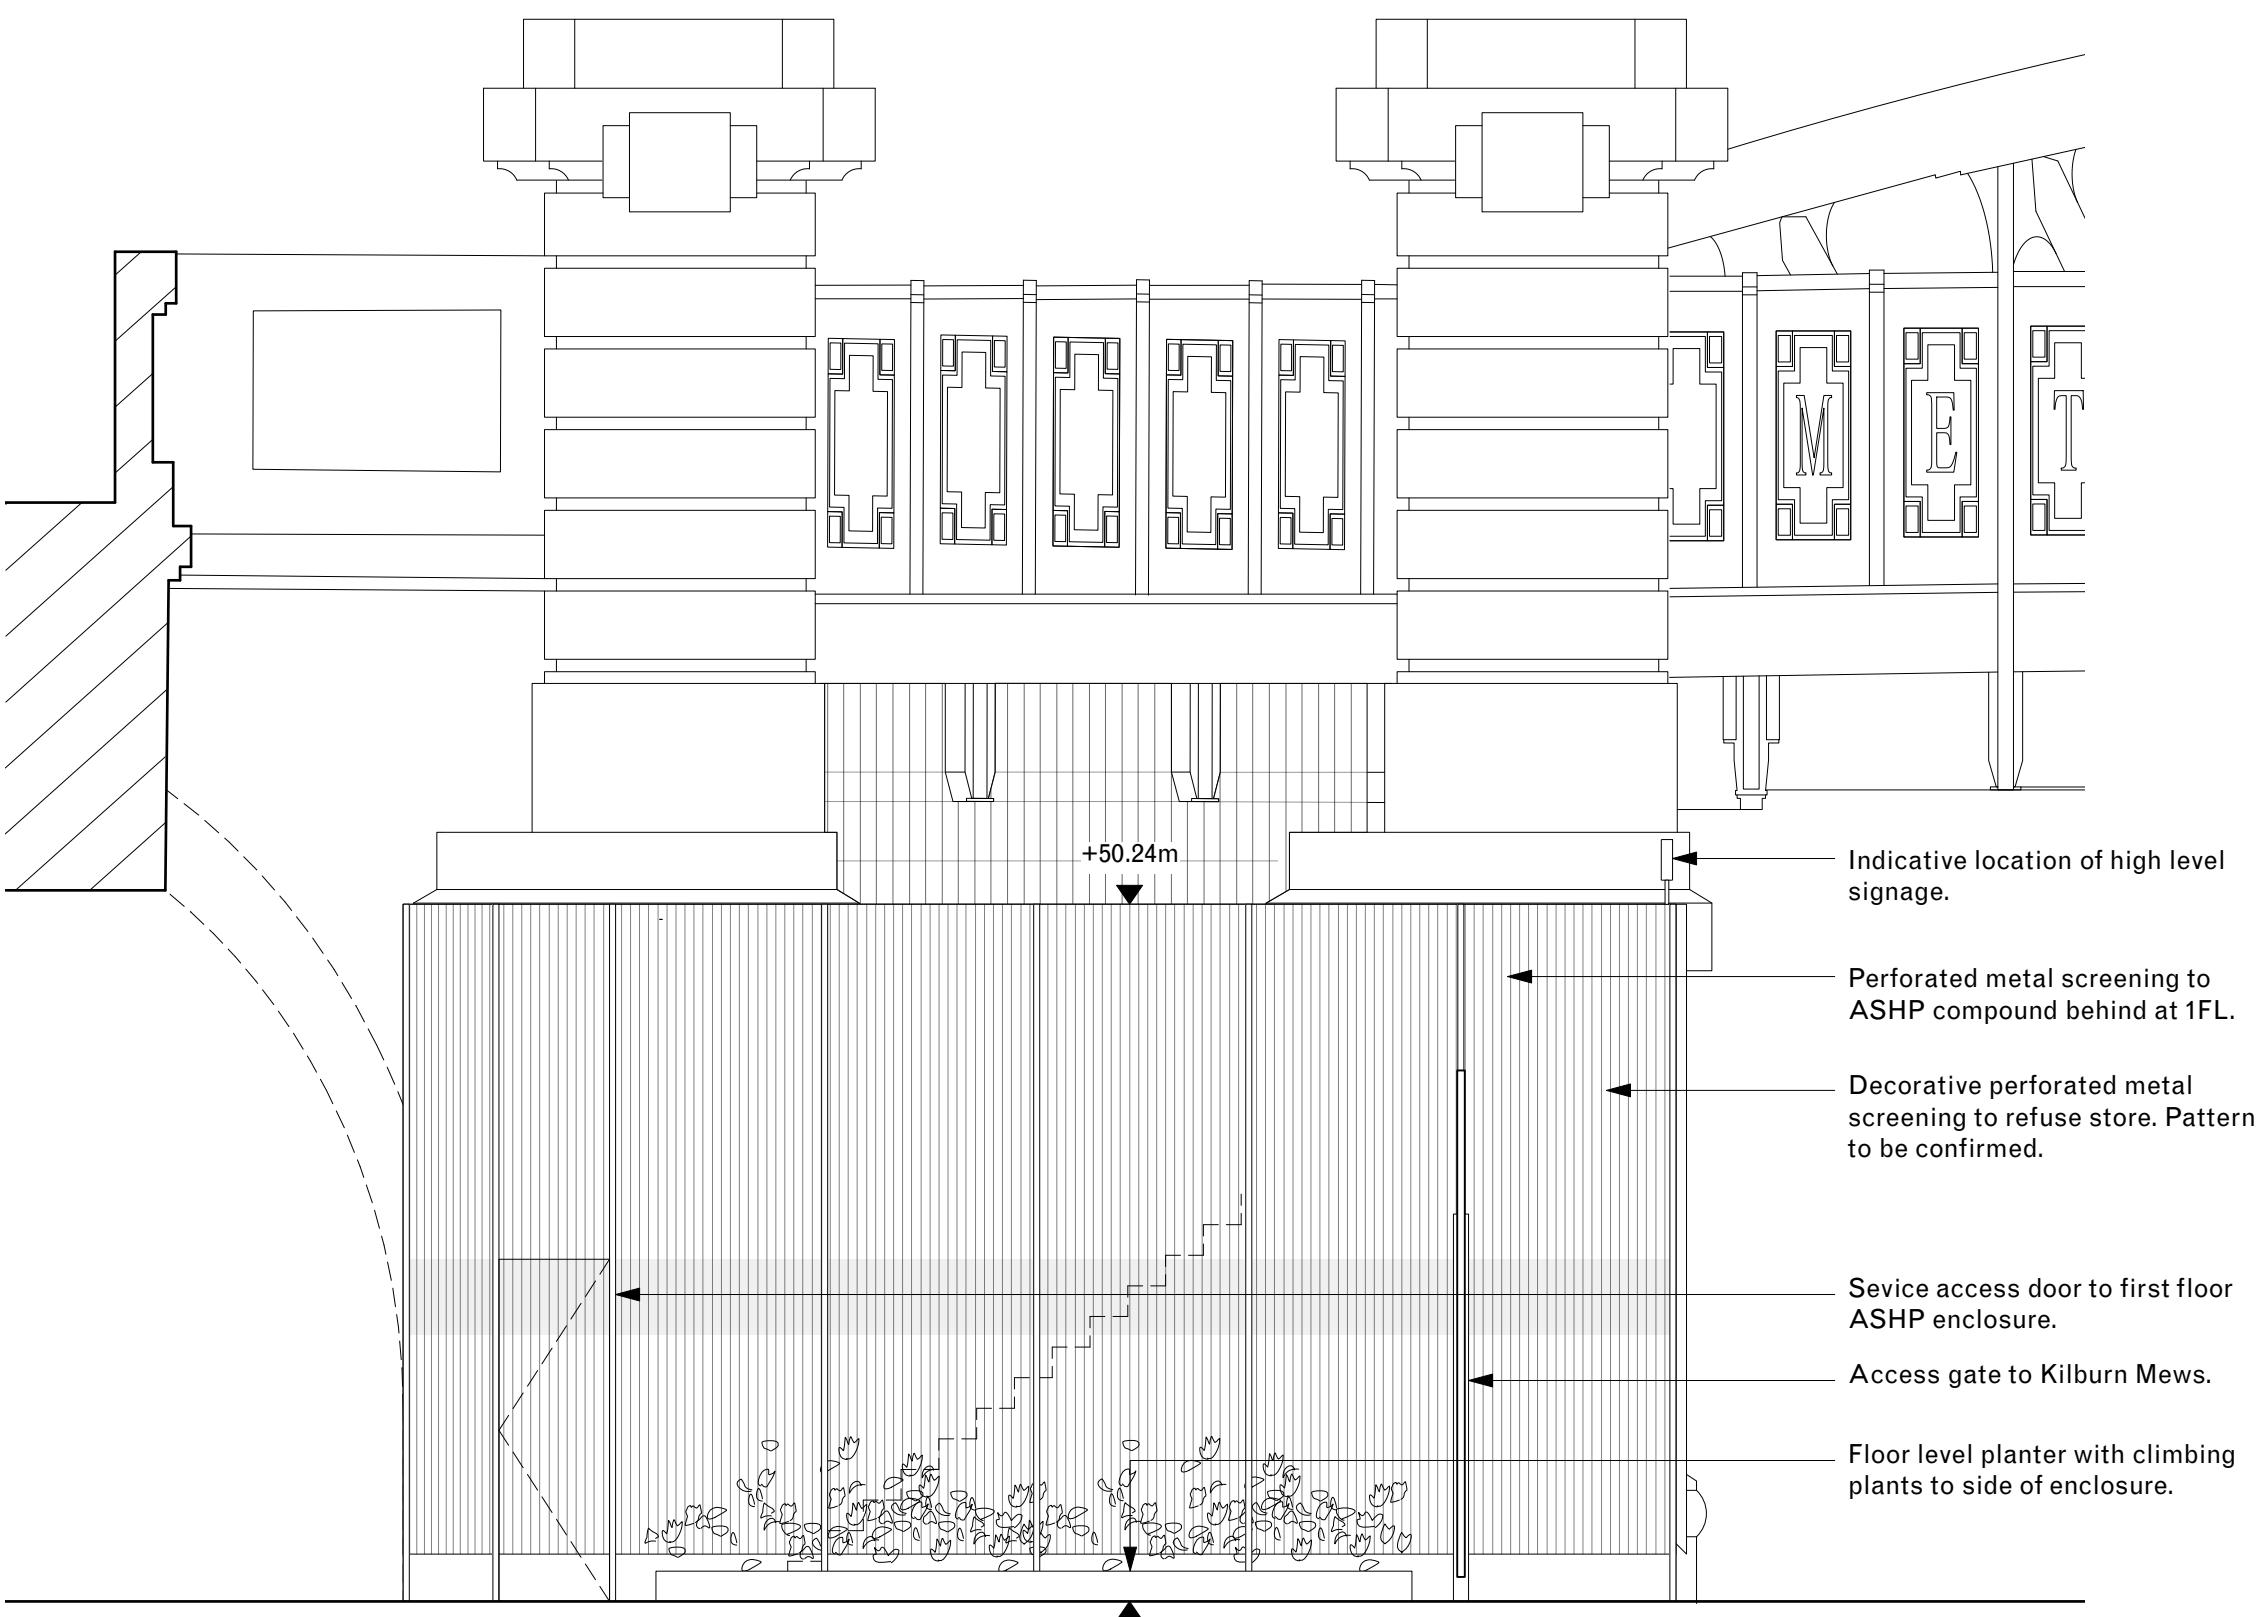 M E T
+50.24m
Indicative location of high level
signage.
Perforated metal screening to
ASHP compound behind at 1FL.
Decorative perforated metal
screening to refuse store. Pattern
to be confirmed.
Sevice access door to first floor
ASHP enclosure.
Access gate to Kilburn Mews.
Floor level planter with climbing
plants to side of enclosure.